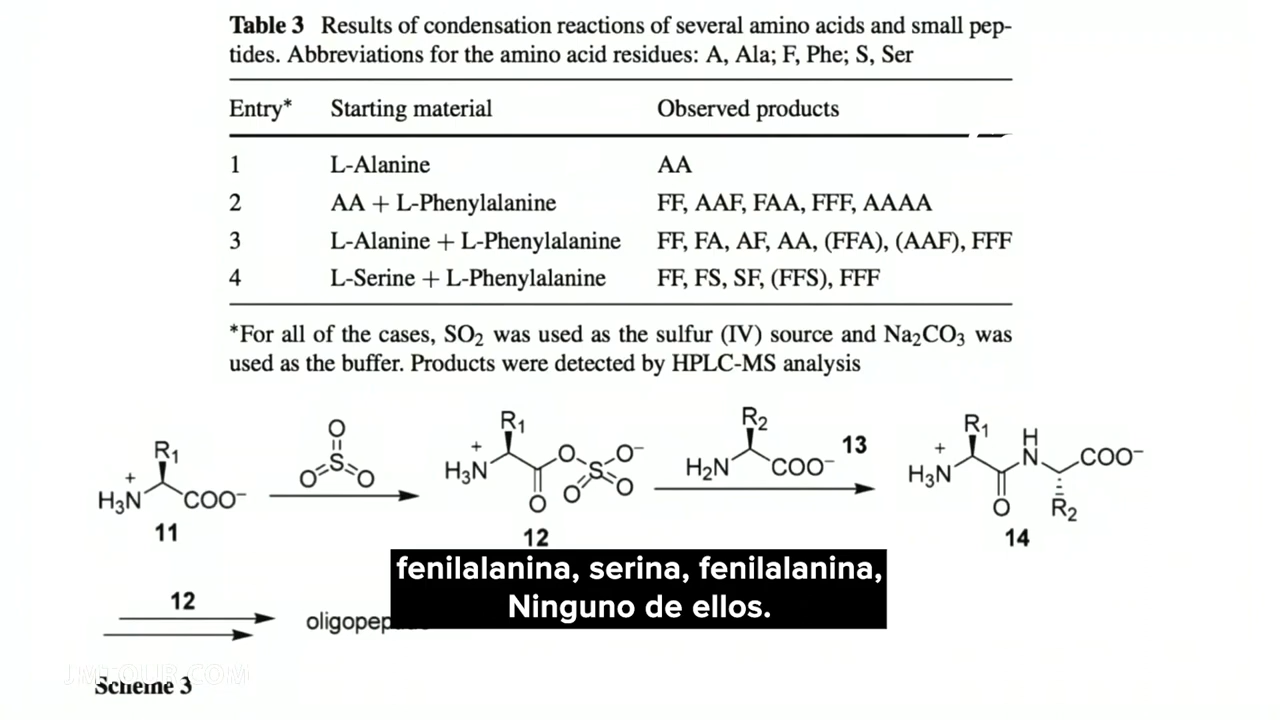 Table 3 Results of condensation reactions of several amino acids and small pep-
tides. Abbreviations for the amino acid residues: A, Ala; F, Phe; S, Ser
Entry* Starting material Observed products
1 L-Alanine AA
2 AA + L-Phenylalanine FF, AAF, FAA, FFF, AAAA
3 L-Alanine + L-Phenylalanine FF, FA, AF, AA, (FFA), (AAF), FFF
4 L-Serine + L-Phenylalanine FF, FS, SF, (FFS), FFF
*For all of the cases, SO₂ was used as the sulfur (IV) source and Na₂CO₃ was
used as the buffer. Products were detected by HPLC-MS analysis
R₁ H₃N⁺ COO⁻ 11
O O S O
R₁ H₃N⁺ O O S O⁻ O O 12
R₂ H₂N COO⁻ 13
R₁ H₃N⁺ O H N COO⁻ R₂ 14
fenilalanina, serina, fenilalanina,
Ninguno de ellos.
12 oligopep
JMTOUR.COM
Scheme 3